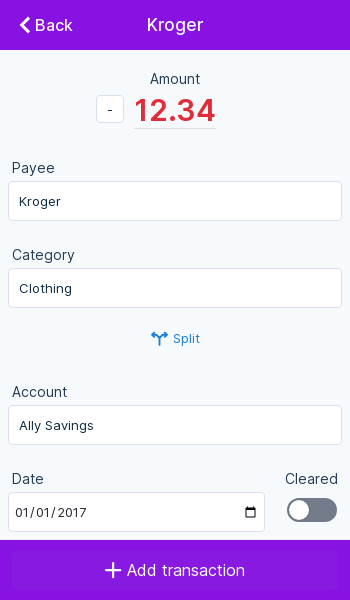 Back
Kroger
Amount
-
12.34
Payee
Kroger
Category
Clothing
Split
Account
Ally Savings
Date
Cleared
01/01/2017
Add transaction